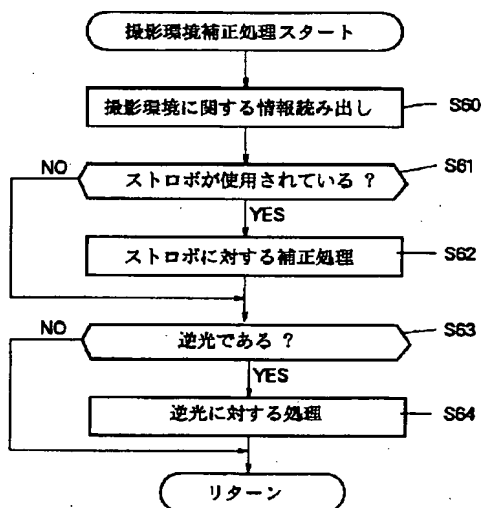 撮影環境補正処理スタート
撮影環境に関する情報読み出し
S60
NO
ストロボが使用されている ?
S61
YES
ストロボに対する補正処理
S62
NO
逆光である ?
S63
YES
逆光に対する処理
S64
リターン